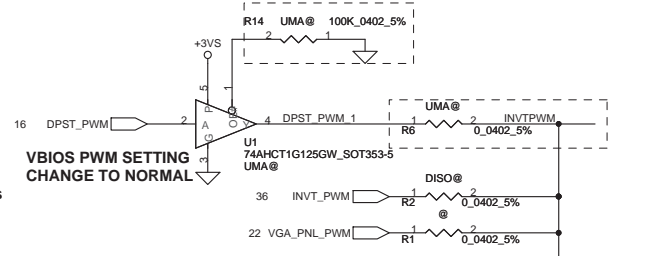 R14 UMA@ 100K_0402_5%
2 1
+3VS
5 1
P OE
16 DPST_PWM 2 A Y 4 DPST_PWM_1
G
3
U1
74AHCT1G125GW_SOT353-5
UMA@
VBIOS PWM SETTING
CHANGE TO NORMAL
UMA@
1 2 INVTPWM
R6 0_0402_5%
DISO@
36 INVT_PWM 1 2
R2 0_0402_5%
@
22 VGA_PNL_PWM 1 2
R1 0_0402_5%
s